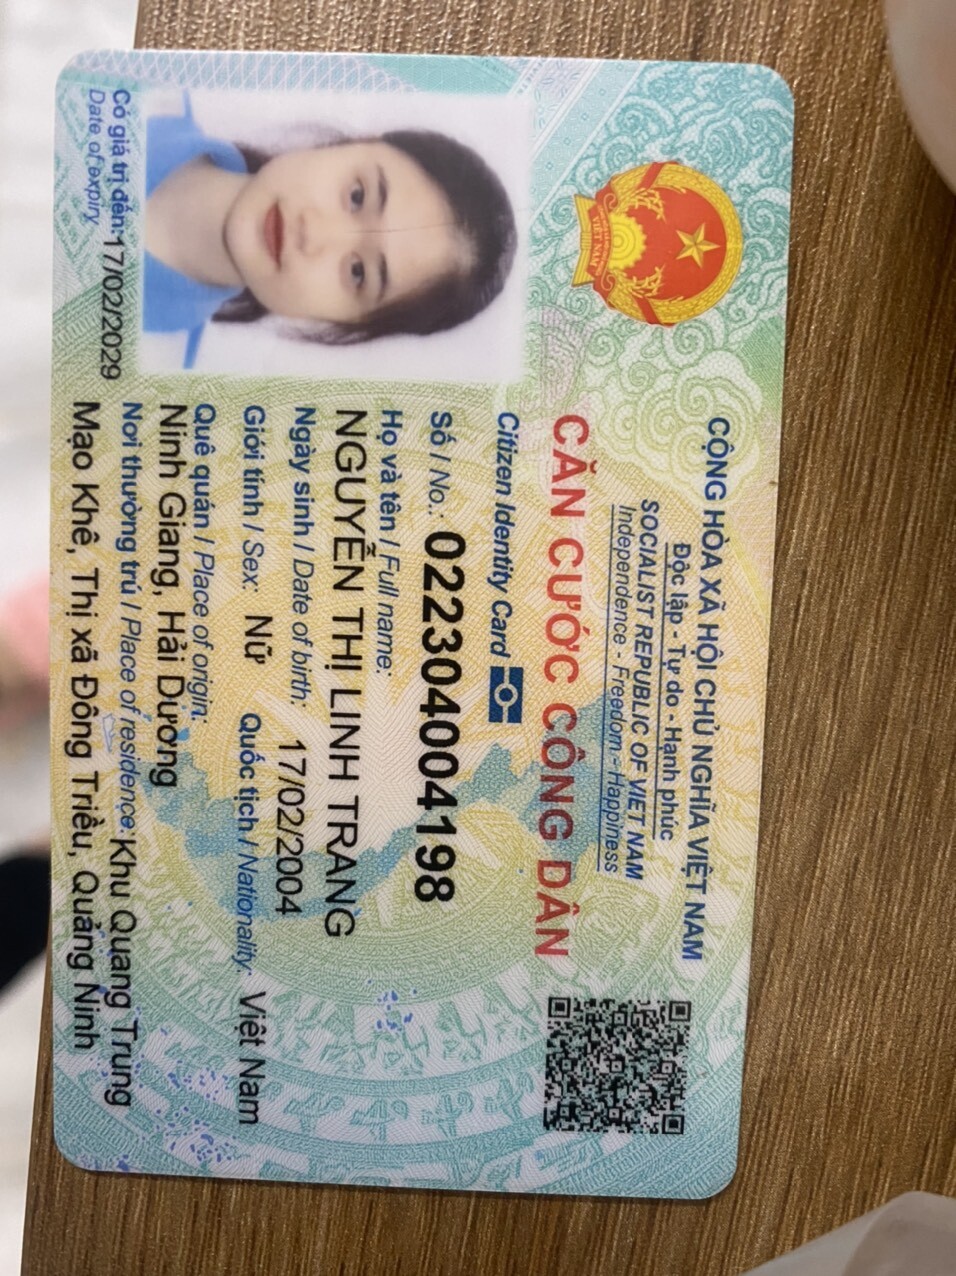 CỘNG HÒA XÃ HỘI CHỦ NGHĨA VIỆT NAM
Độc lập - Tự do - Hạnh phúc
SOCIALIST REPUBLIC OF VIET NAM
Independence - Freedom - Happiness
CĂN CƯỚC CÔNG DÂN
Citizen Identity Card
Số / No.: 022304004198
Họ và tên / Full name:
NGUYỄN THỊ LINH TRANG
Ngày sinh / Date of birth: 17/02/2004
Giới tính / Sex: Nữ Quốc tịch / Nationality: Việt Nam
Quê quán / Place of origin:
Ninh Giang, Hải Dương
Nơi thường trú / Place of residence: Khu Quang Trung
Mạo Khê, Thị xã Đông Triều, Quảng Ninh
Có giá trị đến: 17/02/2029
Date of expiry
VIỆT NAM